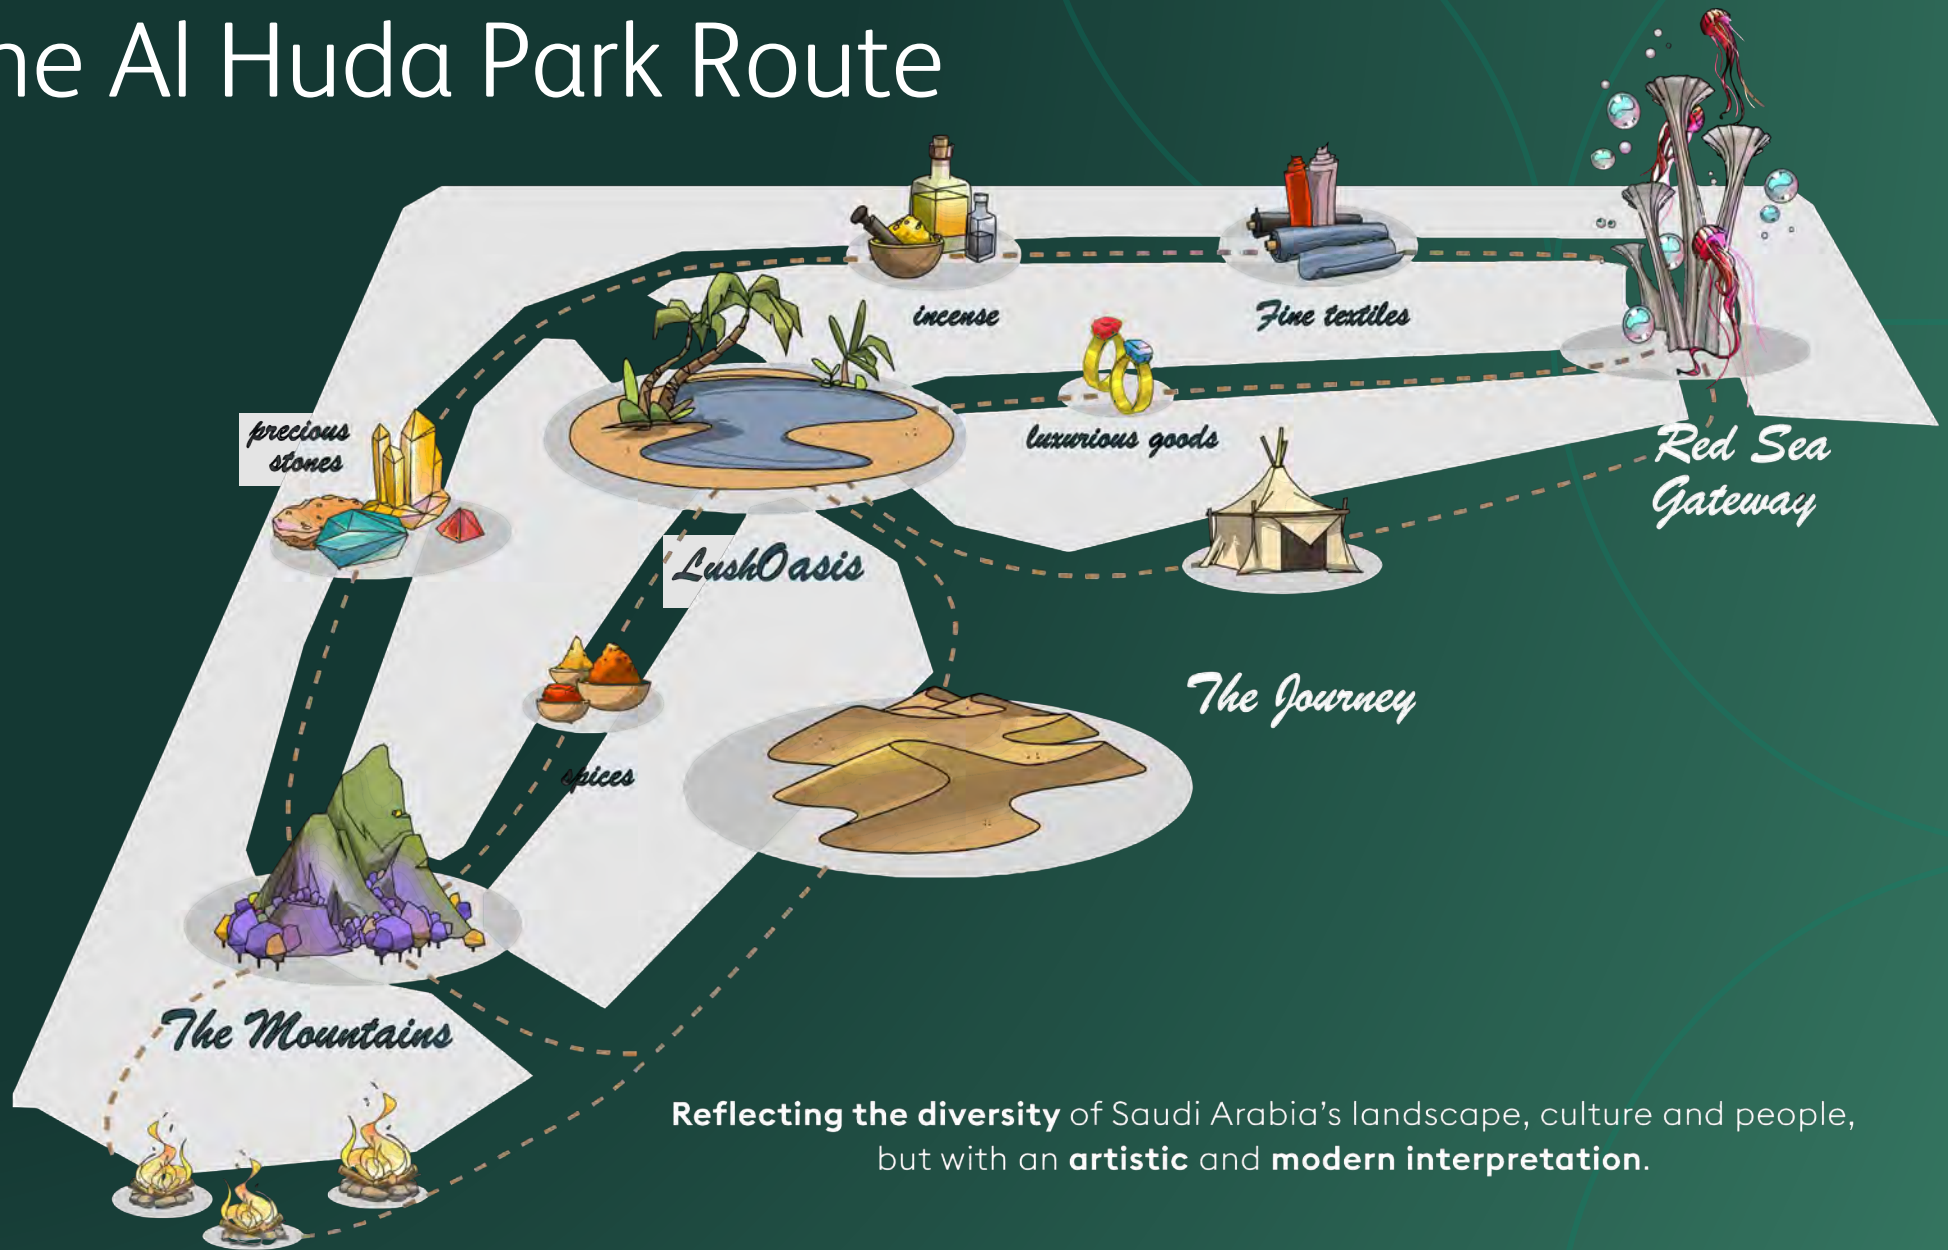 he Al Huda Park Route
incense
Fine textiles
precious
stones
luxurious goods
Red Sea
Gateway
LushOasis
The Journey
spices
The Mountains
Reflecting the diversity of Saudi Arabia's landscape, culture and people,
but with an artistic and modern interpretation.